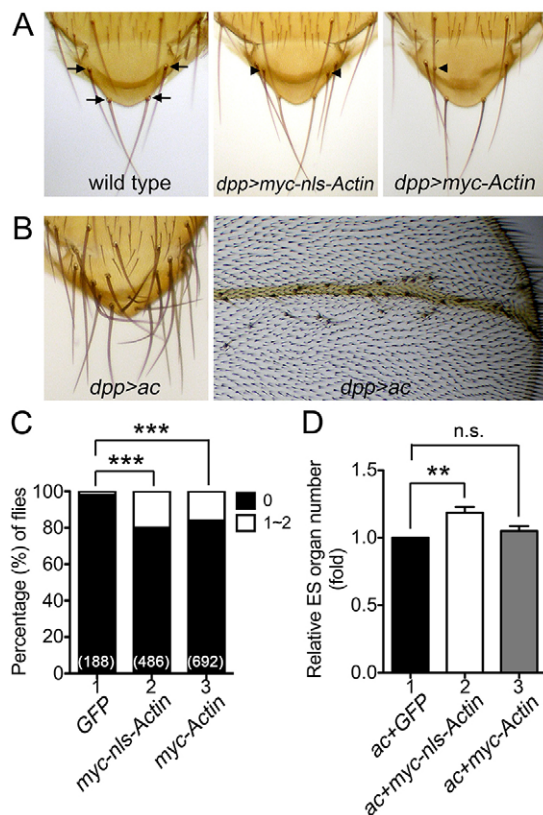 A
wild type
dpp>myc-nls-Actin
dpp>myc-Actin
B
dpp>ac
dpp>ac
C
***
***
Percentage (%) of flies
100
80
60
40
20
0
0
1~2
(188)
(486)
(692)
1
2
3
GFP
myc-nls-Actin
myc-Actin
D
n.s.
**
Relative ES organ number
(fold)
1.5
1.0
0.5
0.0
1
2
3
ac+GFP
ac+myc-nls-Actin
ac+myc-Actin